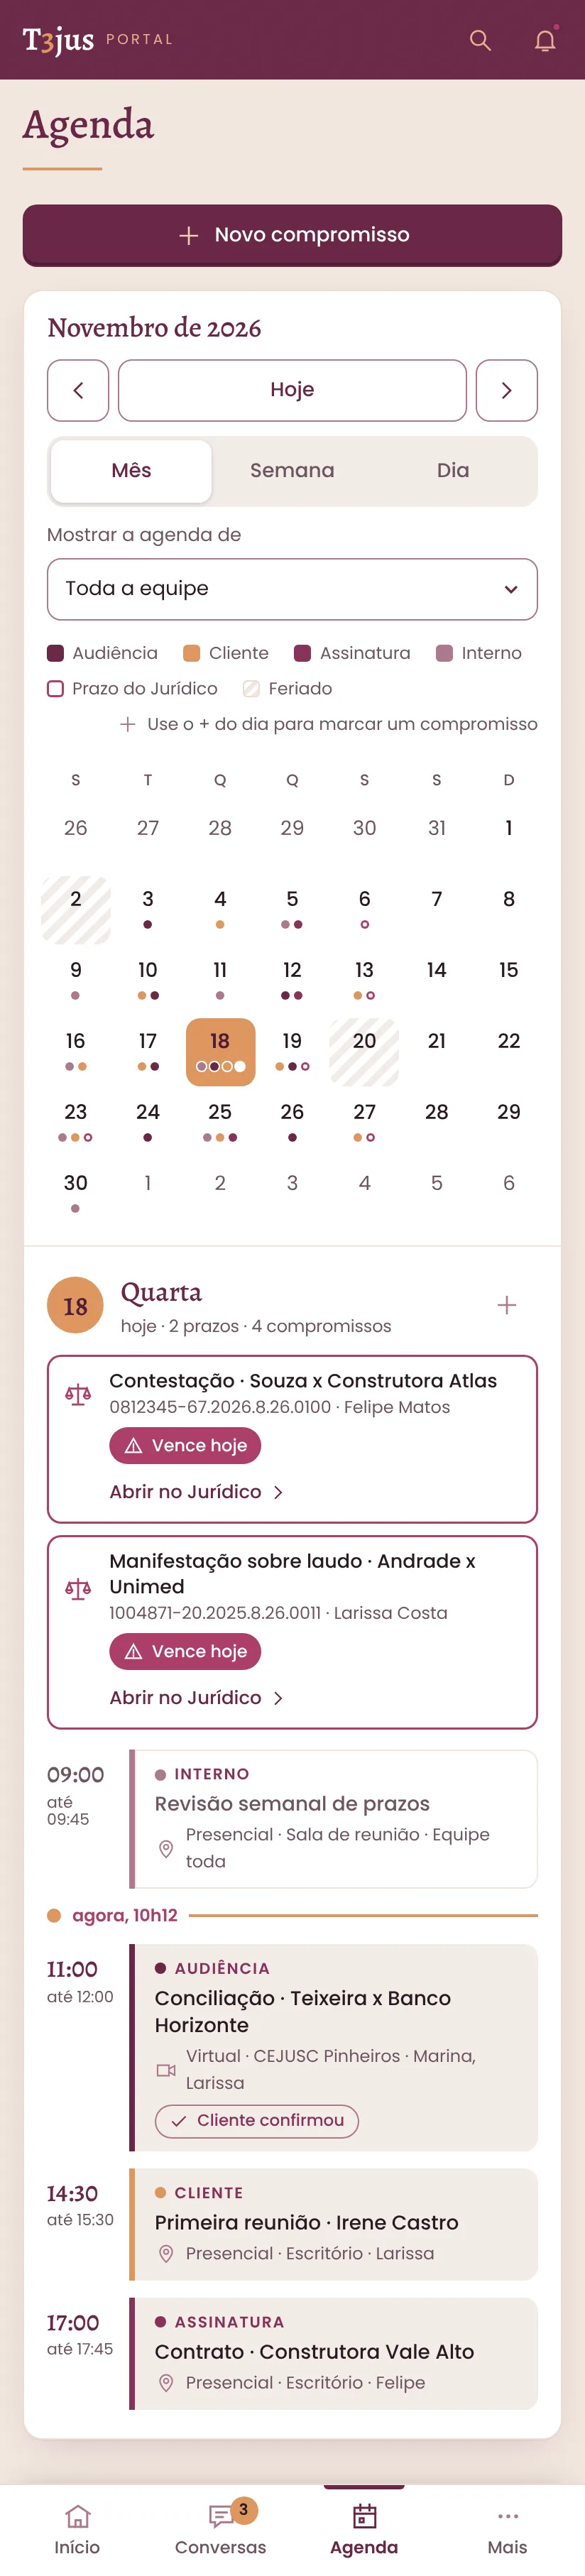 T3jus PORTAL
Agenda
Novo compromisso
Novembro de 2026
Hoje
Mês Semana Dia
Mostrar a agenda de
Toda a equipe
Audiência Cliente Assinatura Interno
Prazo do Jurídico Feriado
+ Use o + do dia para marcar um compromisso
S T Q Q S S D
26 27 28 29 30 31 1
2 3 4 5 6 7 8
9 10 11 12 13 14 15
16 17 18 19 20 21 22
23 24 25 26 27 28 29
30 1 2 3 4 5 6
18 Quarta
hoje · 2 prazos · 4 compromissos
Contestação · Souza x Construtora Atlas
0812345-67.2026.8.26.0100 · Felipe Matos
Vence hoje
Abrir no Jurídico
Manifestação sobre laudo · Andrade x
Unimed
1004871-20.2025.8.26.0011 · Larissa Costa
Vence hoje
Abrir no Jurídico
09:00
até
09:45
INTERNO
Revisão semanal de prazos
Presencial · Sala de reunião · Equipe
toda
agora, 10h12
11:00
até 12:00
AUDIÊNCIA
Conciliação · Teixeira x Banco
Horizonte
Virtual · CEJUSC Pinheiros · Marina,
Larissa
Cliente confirmou
14:30
até 15:30
CLIENTE
Primeira reunião · Irene Castro
Presencial · Escritório · Larissa
17:00
até 17:45
ASSINATURA
Contrato · Construtora Vale Alto
Presencial · Escritório · Felipe
3
Início Conversas Agenda Mais